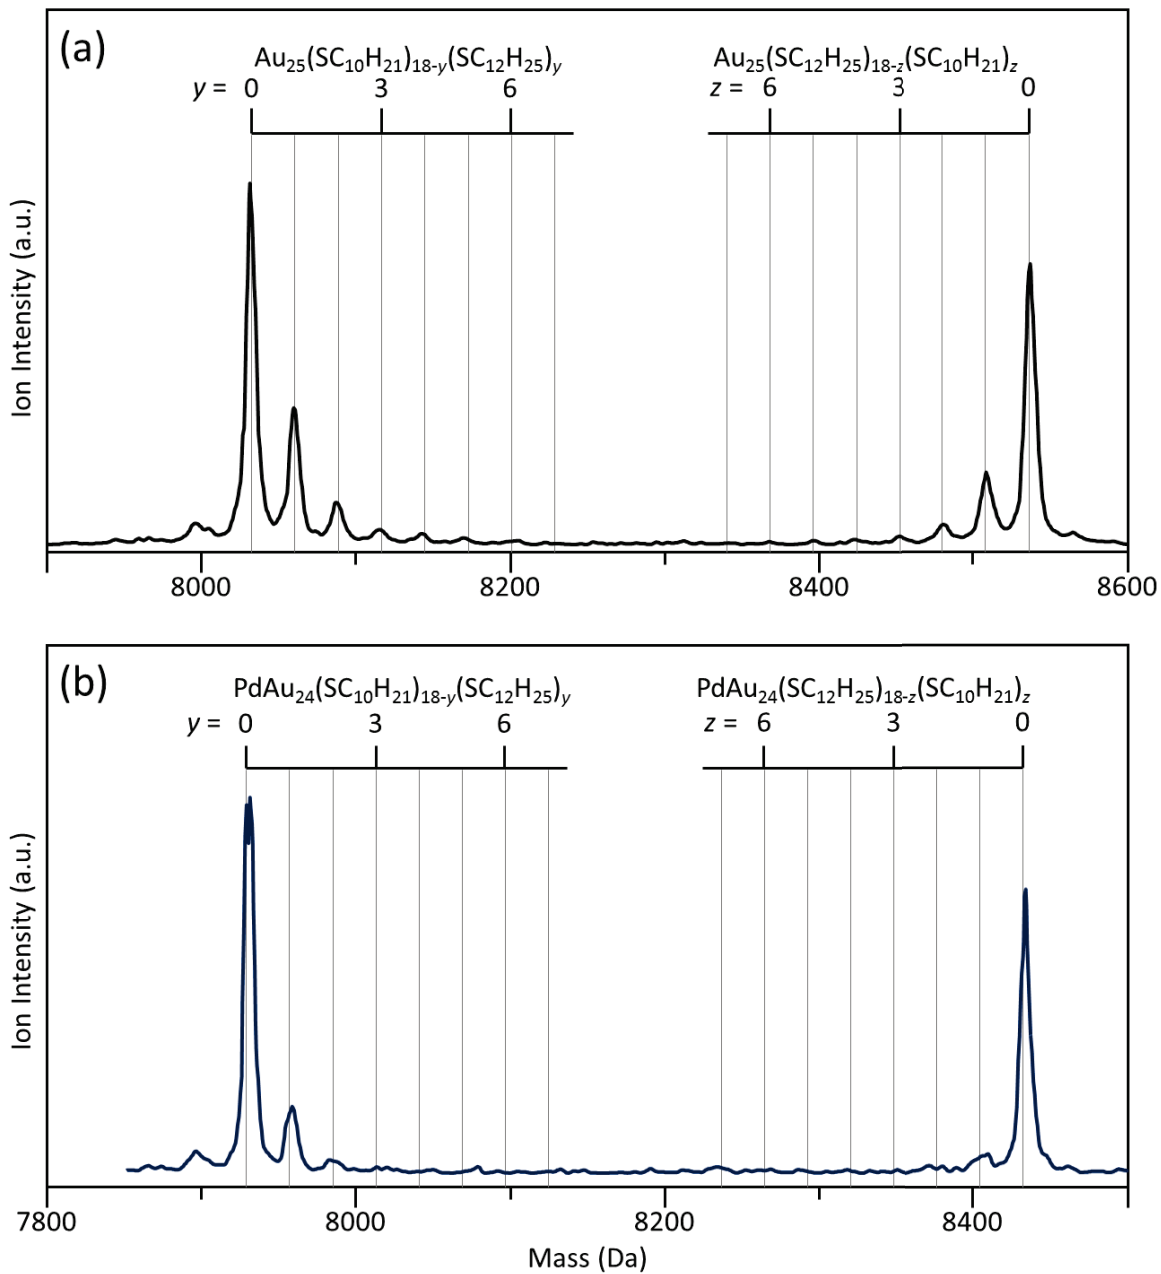 (a)
Au₂₅(SC₁₀H₂₁)₁₈₋y(SC₁₂H₂₅)y
Au₂₅(SC₁₂H₂₅)₁₈₋z(SC₁₀H₂₁)z
y = 0 3 6
z = 6 3 0
Ion Intensity (a.u.)
8000 8200 8400 8600
(b)
PdAu₂₄(SC₁₀H₂₁)₁₈₋y(SC₁₂H₂₅)y
PdAu₂₄(SC₁₂H₂₅)₁₈₋z(SC₁₀H₂₁)z
y = 0 3 6
z = 6 3 0
Ion Intensity (a.u.)
7800 8000 8200 8400
Mass (Da)